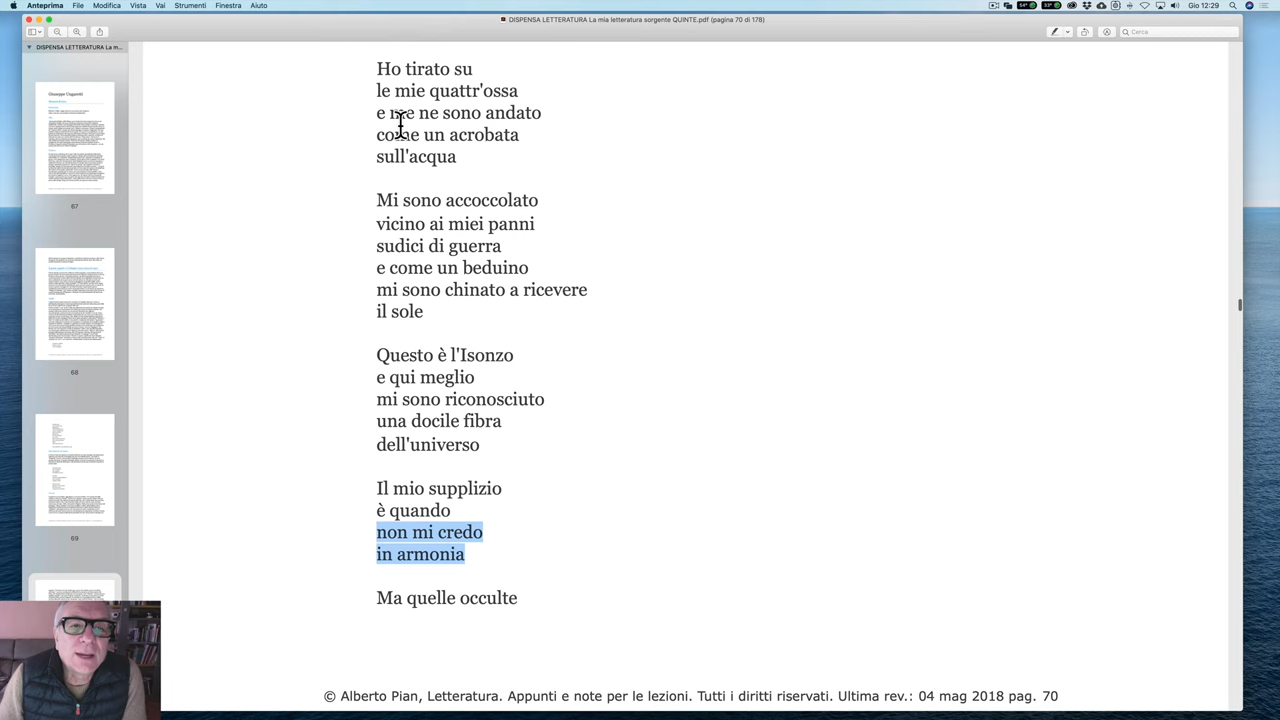 Anteprima File Modifica Vista Vai Strumenti Finestra Aiuto
54° 33° Gio 12:29
DISPENSA LETTERATURA La mia letteratura sorgente QUINTE.pdf (pagina 70 di 178)
Cerca
DISPENSA LETTERATURA La m...
Giuseppe Ungaretti
67
68
69
Ho tirato su
le mie quattr'ossa
e me ne sono andato
come un acrobata
sull'acqua
Mi sono accoccolato
vicino ai miei panni
sudici di guerra
e come un beduino
mi sono chinato a ricevere
il sole
Questo è l'Isonzo
e qui meglio
mi sono riconosciuto
una docile fibra
dell'universo
Il mio supplizio
è quando
non mi credo
in armonia
Ma quelle occulte
© Alberto Pian, Letteratura. Appunti e note per le lezioni. Tutti i diritti riservati. Ultima rev.: 04 mag 2018 pag. 70